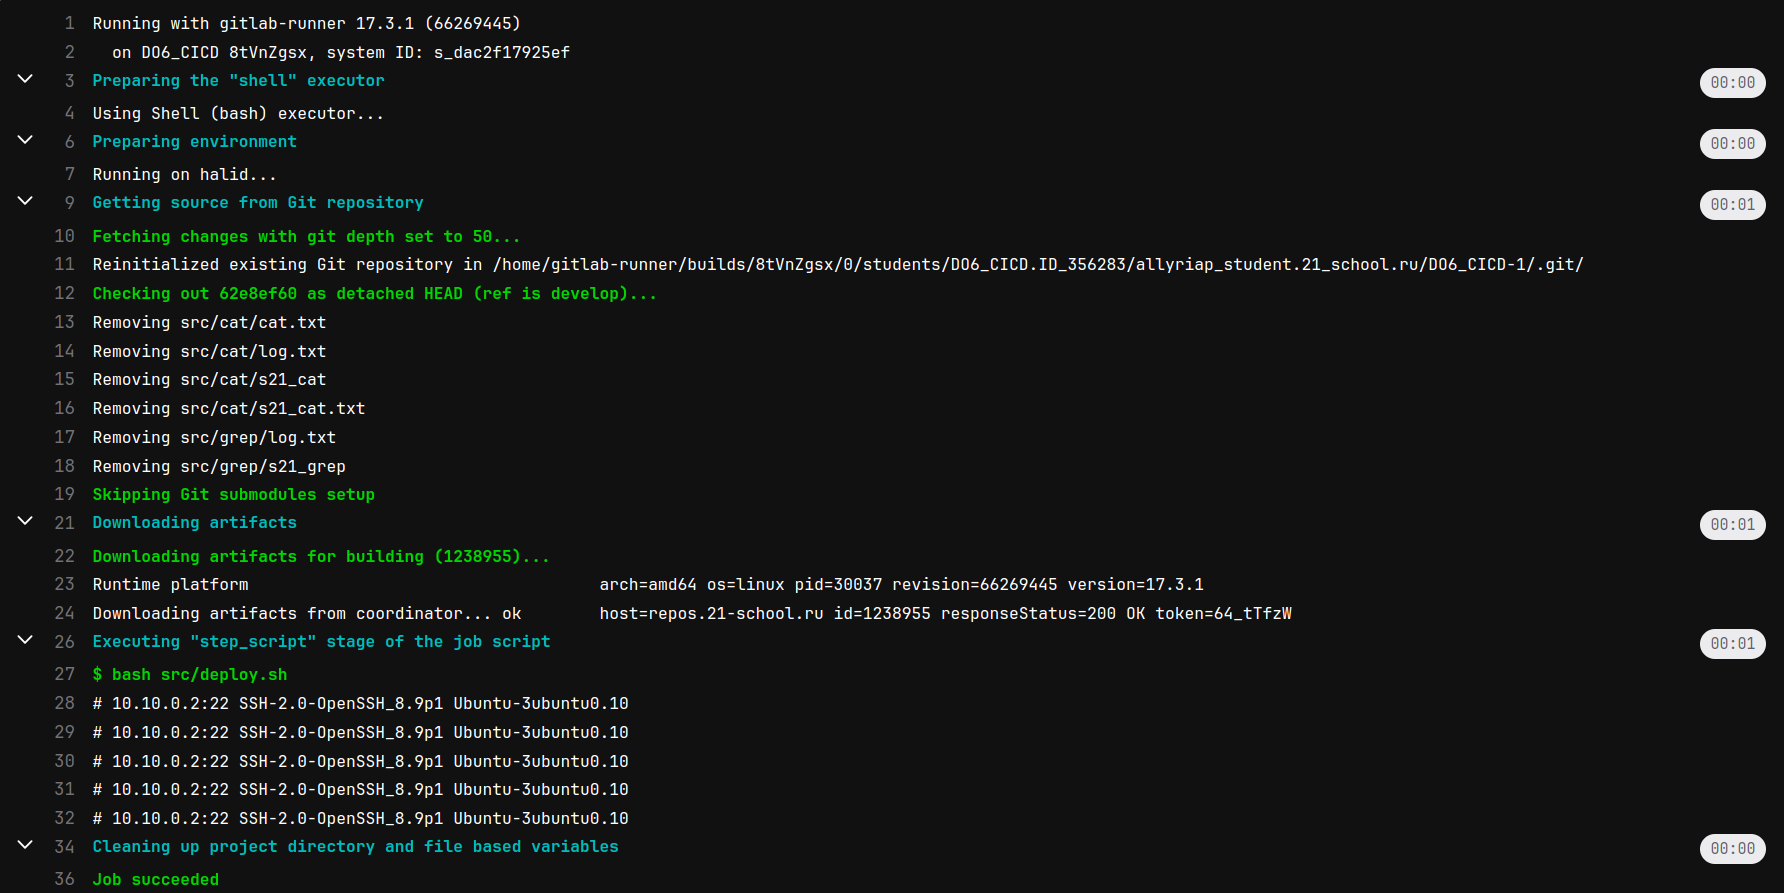 1 Running with gitlab-runner 17.3.1 (66269445)
2 on DO6_CICD 8tVnZgsx, system ID: s_dac2f17925ef
3 Preparing the "shell" executor 00:00
4 Using Shell (bash) executor...
6 Preparing environment 00:00
7 Running on halid...
9 Getting source from Git repository 00:01
10 Fetching changes with git depth set to 50...
11 Reinitialized existing Git repository in /home/gitlab-runner/builds/8tVnZgsx/0/students/DO6_CICD.ID_356283/allyriap_student.21_school.ru/DO6_CICD-1/.git/
12 Checking out 62e8ef60 as detached HEAD (ref is develop)...
13 Removing src/cat/cat.txt
14 Removing src/cat/log.txt
15 Removing src/cat/s21_cat
16 Removing src/cat/s21_cat.txt
17 Removing src/grep/log.txt
18 Removing src/grep/s21_grep
19 Skipping Git submodules setup
21 Downloading artifacts 00:01
22 Downloading artifacts for building (1238955)...
23 Runtime platform arch=amd64 os=linux pid=30037 revision=66269445 version=17.3.1
24 Downloading artifacts from coordinator... ok host=repos.21-school.ru id=1238955 responseStatus=200 OK token=64_tTfzW
26 Executing "step_script" stage of the job script 00:01
27 $ bash src/deploy.sh
28 # 10.10.0.2:22 SSH-2.0-OpenSSH_8.9p1 Ubuntu-3ubuntu0.10
29 # 10.10.0.2:22 SSH-2.0-OpenSSH_8.9p1 Ubuntu-3ubuntu0.10
30 # 10.10.0.2:22 SSH-2.0-OpenSSH_8.9p1 Ubuntu-3ubuntu0.10
31 # 10.10.0.2:22 SSH-2.0-OpenSSH_8.9p1 Ubuntu-3ubuntu0.10
32 # 10.10.0.2:22 SSH-2.0-OpenSSH_8.9p1 Ubuntu-3ubuntu0.10
34 Cleaning up project directory and file based variables 00:00
36 Job succeeded